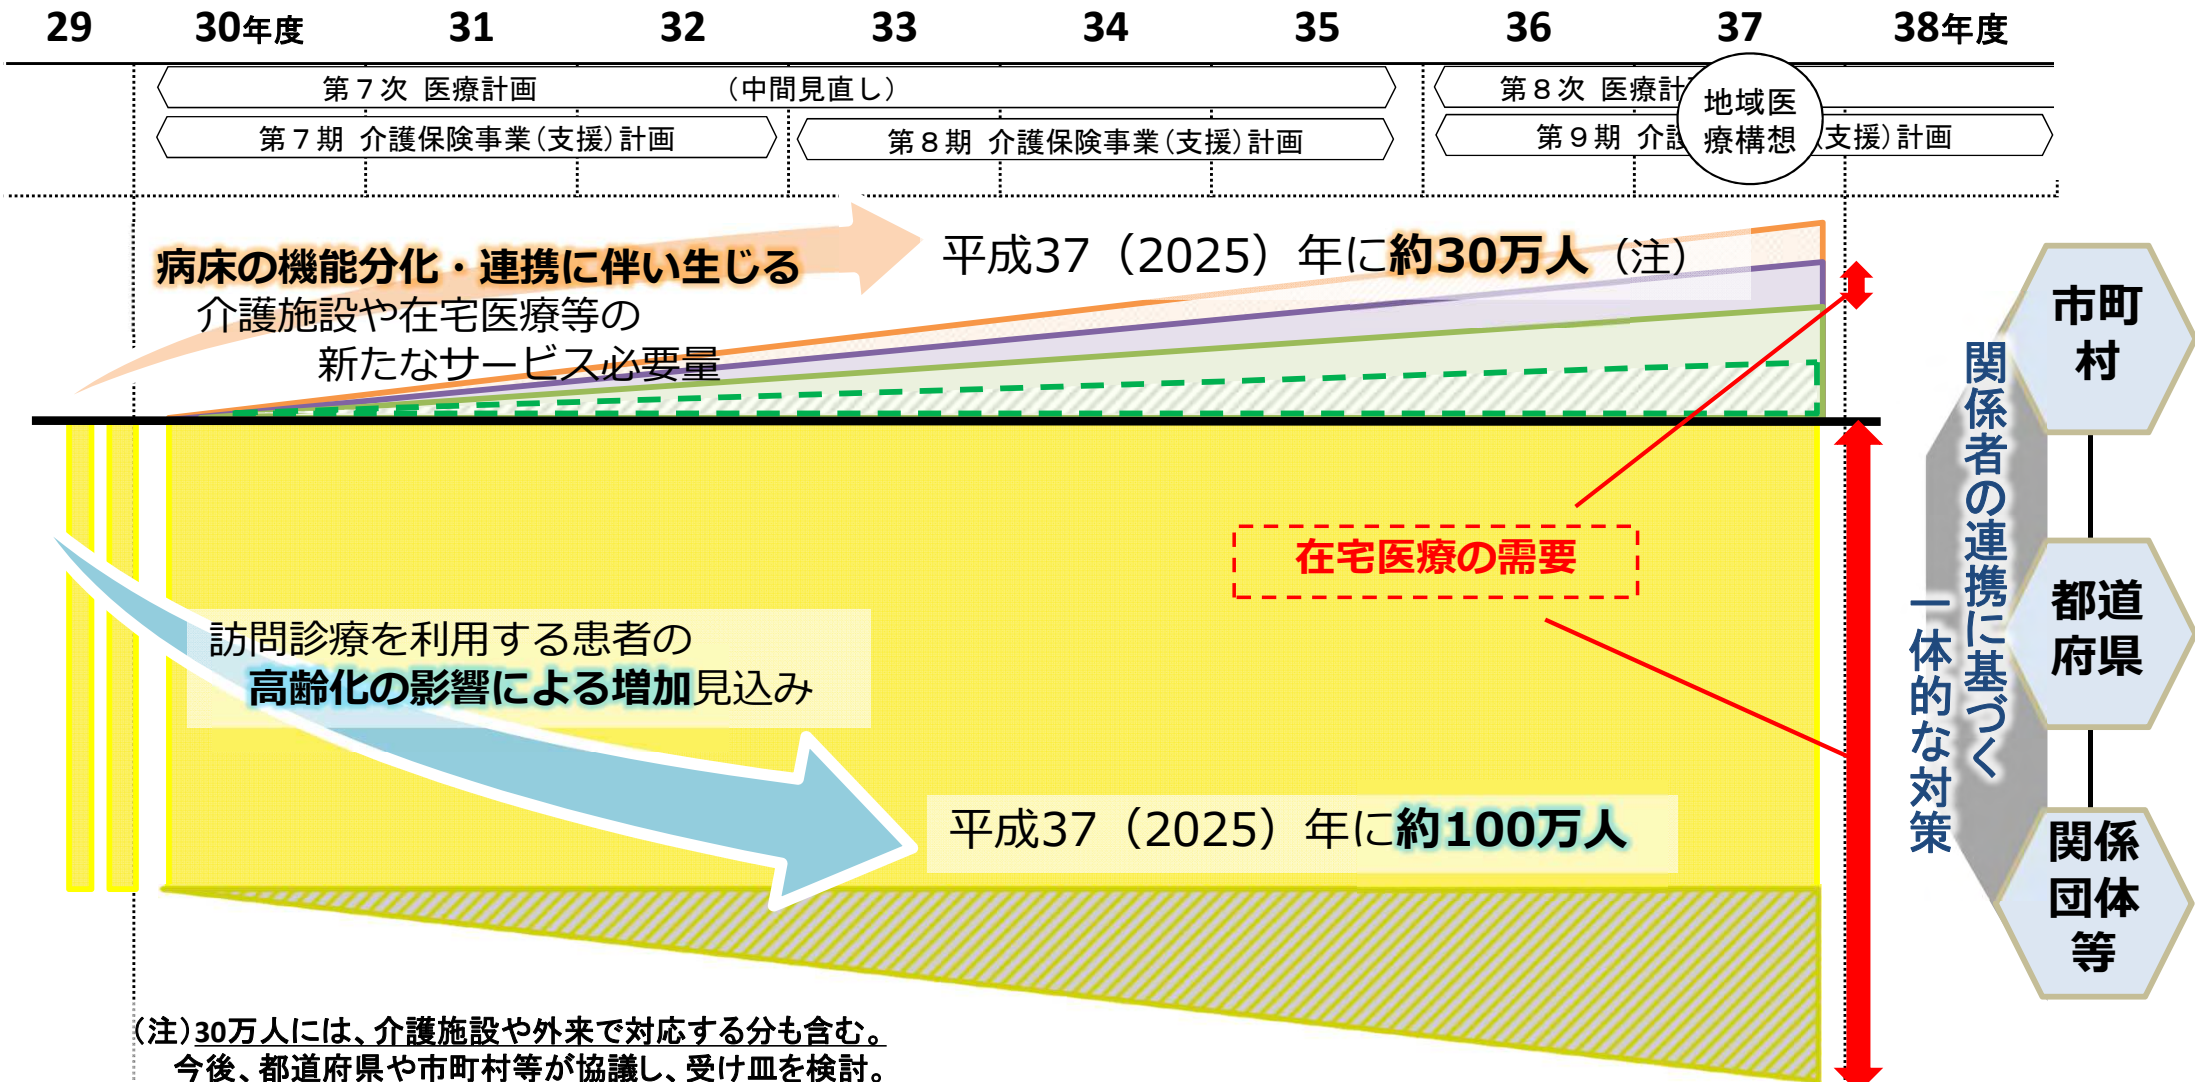 29 30年度 31 32 33 34 35 36 37 38年度
第７次 医療計画 （中間見直し）
第８次 医療計
第７期 介護保険事業（支援）計画
第８期 介護保険事業（支援）計画
第９期 介護 支援）計画
地域医
療構想
病床の機能分化・連携に伴い生じる
介護施設や在宅医療等の
新たなサービス必要量
平成37（2025）年に約30万人（注）
在宅医療の需要
訪問診療を利用する患者の
高齢化の影響による増加見込み
平成37（2025）年に約100万人
関係者の連携に基づく
一体的な対策
市町
村
都道
府県
関係
団体
等
（注）30万人には、介護施設や外来で対応する分も含む。
今後、都道府県や市町村等が協議し、受け皿を検討。